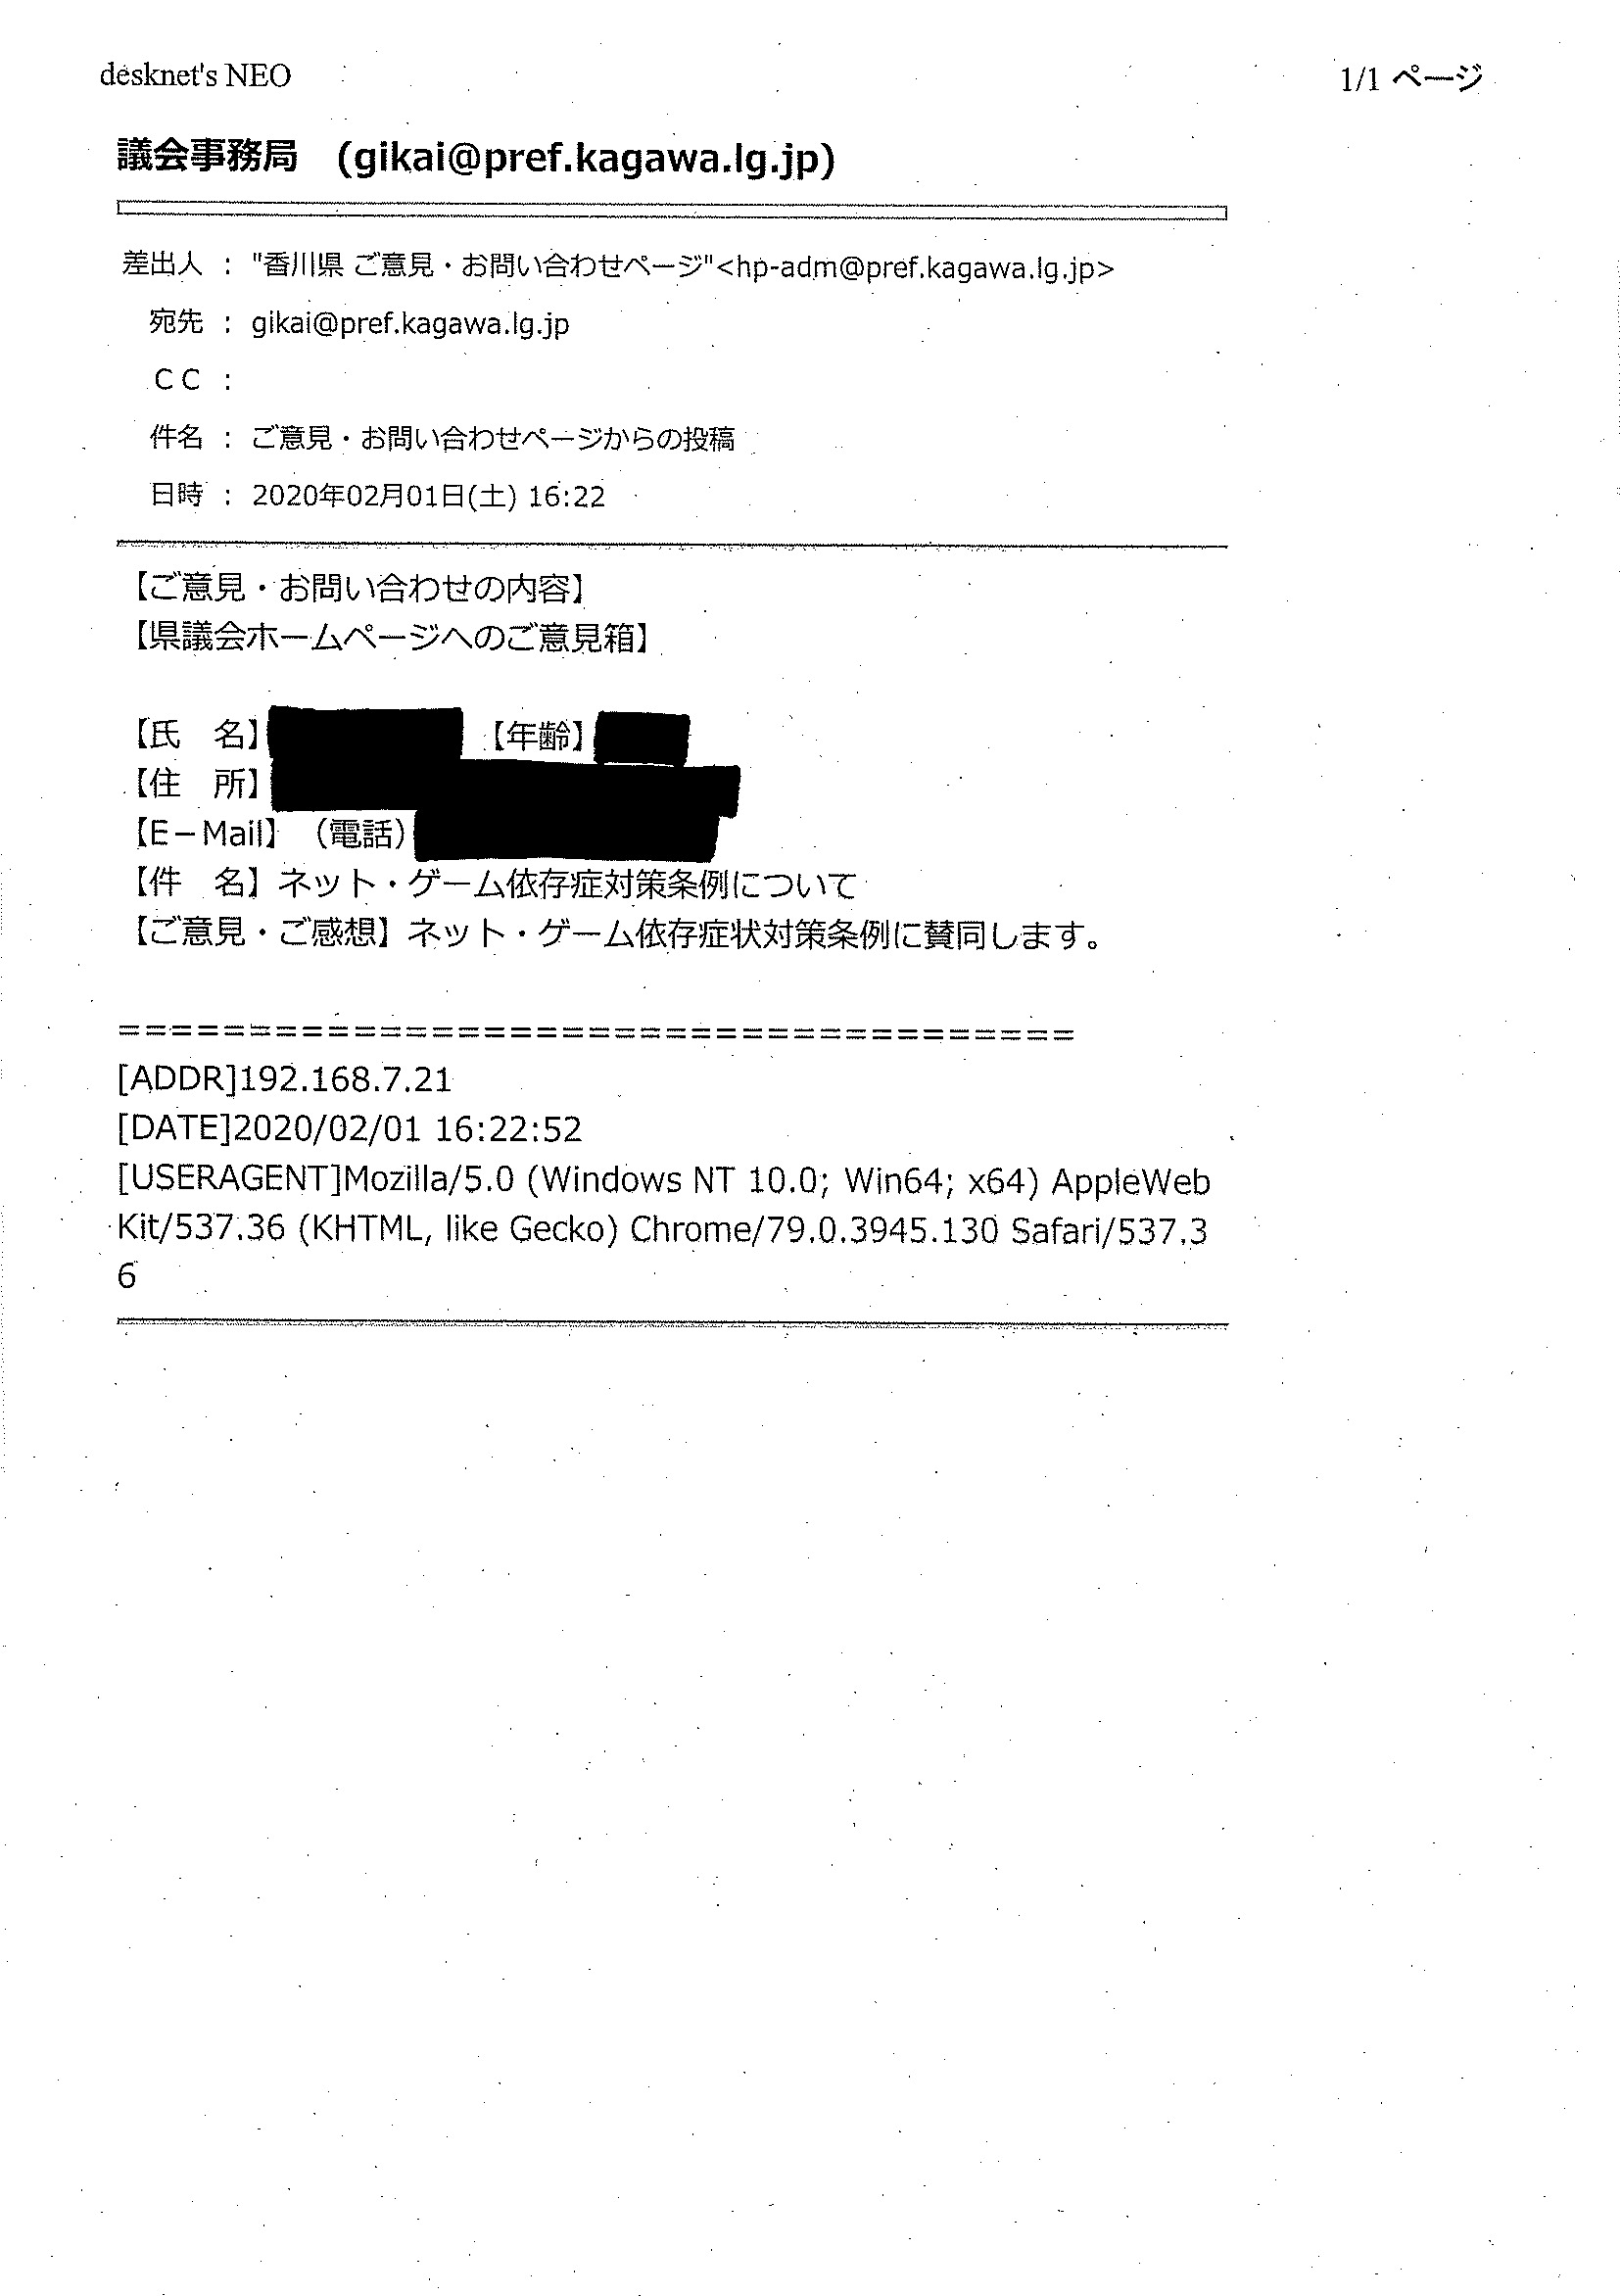 desknet's NEO
1/1 ページ
議会事務局　(gikai@pref.kagawa.lg.jp)
差出人 ： "香川県 ご意見・お問い合わせページ"<hp-adm@pref.kagawa.lg.jp>
宛先 ： gikai@pref.kagawa.lg.jp
ＣＣ ：
件名 ： ご意見・お問い合わせページからの投稿
日時 ： 2020年02月01日(土) 16:22
【ご意見・お問い合わせの内容】
【県議会ホームページへのご意見箱】
【氏　名】【年齢】
【住　所】
【E－Mail】（電話）
【件　名】ネット・ゲーム依存症対策条例について
【ご意見・ご感想】ネット・ゲーム依存症状対策条例に賛同します。
=====================================
[ADDR]192.168.7.21
[DATE]2020/02/01 16:22:52
[USERAGENT]Mozilla/5.0 (Windows NT 10.0; Win64; x64) AppleWeb
Kit/537.36 (KHTML, like Gecko) Chrome/79.0.3945.130 Safari/537.3
6